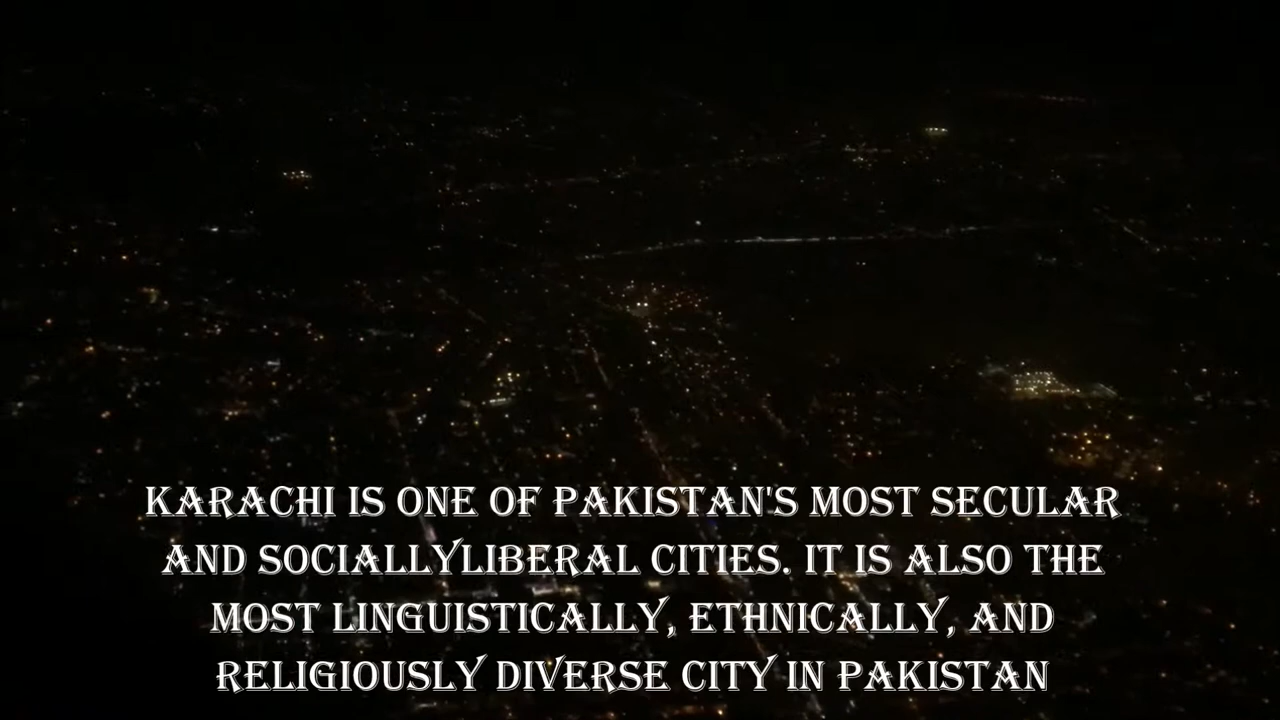 KARACHI IS ONE OF PAKISTAN'S MOST SECULAR
AND SOCIALLYLIBERAL CITIES. IT IS ALSO THE
MOST LINGUISTICALLY, ETHNICALLY, AND
RELIGIOUSLY DIVERSE CITY IN PAKISTAN